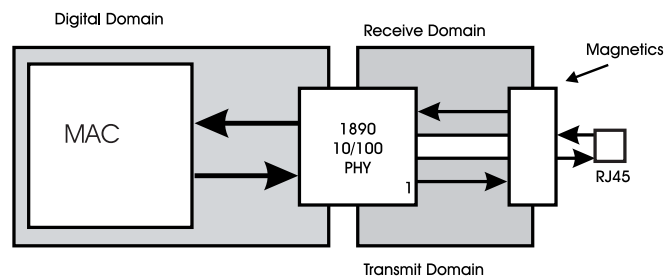 Digital Domain
Receive Domain
Magnetics
MAC
1890
10/100
PHY
1
RJ45
Transmit Domain